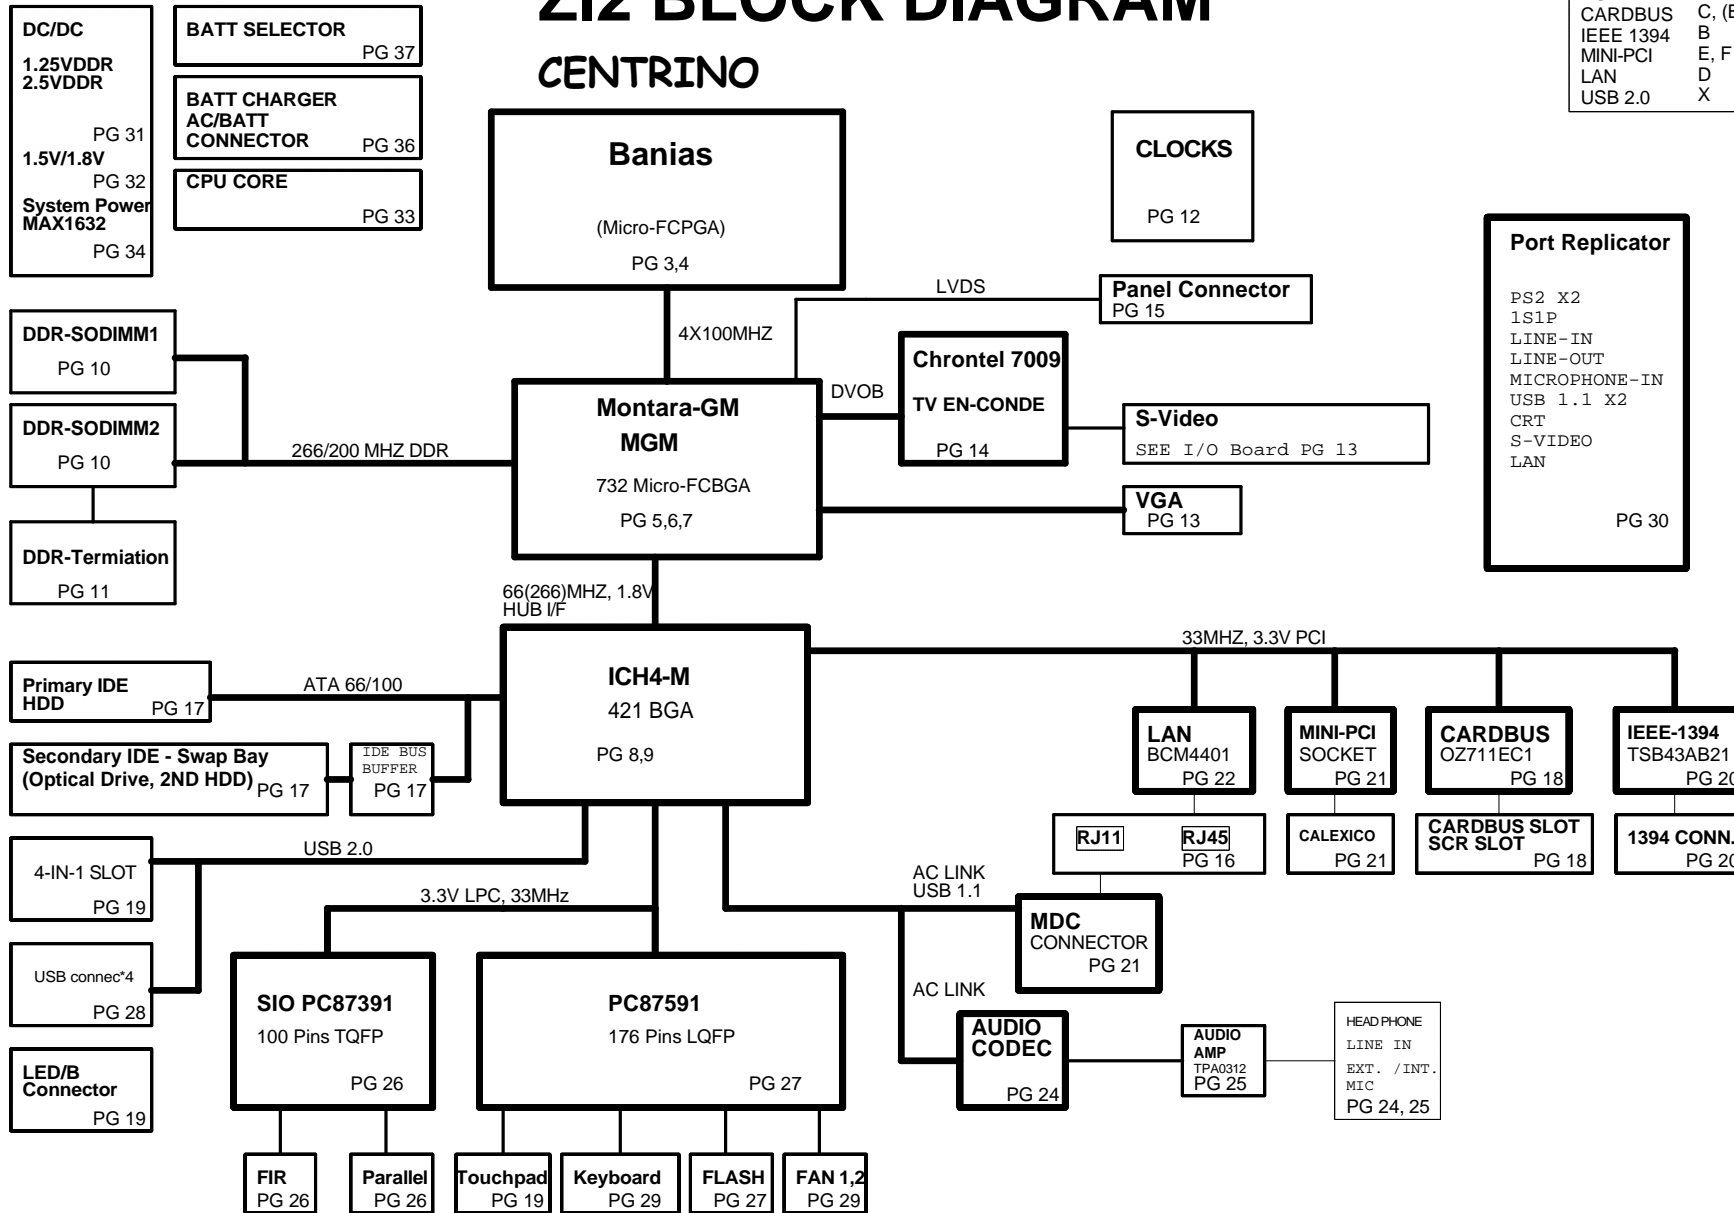 ZI2 BLOCK DIAGRAM
CENTRINO
CARDBUS C,
IEEE 1394 B
MINI-PCI E, F
LAN D
USB 2.0 X
DC/DC
1.25VDDR
2.5VDDR
PG 31
1.5V/1.8V
PG 32
System Power
MAX1632
PG 34
BATT SELECTOR
PG 37
BATT CHARGER
AC/BATT
CONNECTOR PG 36
CPU CORE
PG 33
Banias
(Micro-FCPGA)
PG 3,4
CLOCKS
PG 12
Port Replicator
PS2 X2
1S1P
LINE-IN
LINE-OUT
MICROPHONE-IN
USB 1.1 X2
CRT
S-VIDEO
LAN
PG 30
4X100MHZ
LVDS
Panel Connector
PG 15
DDR-SODIMM1
PG 10
DDR-SODIMM2
PG 10
266/200 MHZ DDR
DDR-Termiation
PG 11
Montara-GM
MGM
732 Micro-FCBGA
PG 5,6,7
DVOB
Chrontel 7009
TV EN-CONDE
PG 14
S-Video
SEE I/O Board PG 13
VGA
PG 13
66(266)MHZ, 1.8V
HUB I/F
ICH4-M
421 BGA
PG 8,9
33MHZ, 3.3V PCI
Primary IDE
HDD PG 17
ATA 66/100
Secondary IDE - Swap Bay
(Optical Drive, 2ND HDD) PG 17
IDE BUS
BUFFER
PG 17
LAN
BCM4401
PG 22
MINI-PCI
SOCKET
PG 21
CARDBUS
OZ711EC1
PG 18
IEEE-1394
TSB43AB21
PG 20
RJ11 RJ45
PG 16
CALEXICO
PG 21
CARDBUS SLOT
SCR SLOT
PG 18
1394 CONN.
PG 20
4-IN-1 SLOT
PG 19
USB 2.0
USB connec*4
PG 28
LED/B
Connector
PG 19
3.3V LPC, 33MHz
AC LINK
USB 1.1
MDC
CONNECTOR
PG 21
SIO PC87391
100 Pins TQFP
PG 26
PC87591
176 Pins LQFP
PG 27
AC LINK
AUDIO
CODEC
PG 24
AUDIO
AMP
TPA0312
PG 25
HEAD PHONE
LINE IN
EXT. /INT.
MIC
PG 24, 25
FIR
PG 26
Parallel
PG 26
Touchpad
PG 19
Keyboard
PG 29
FLASH
PG 27
FAN 1,2
PG 29